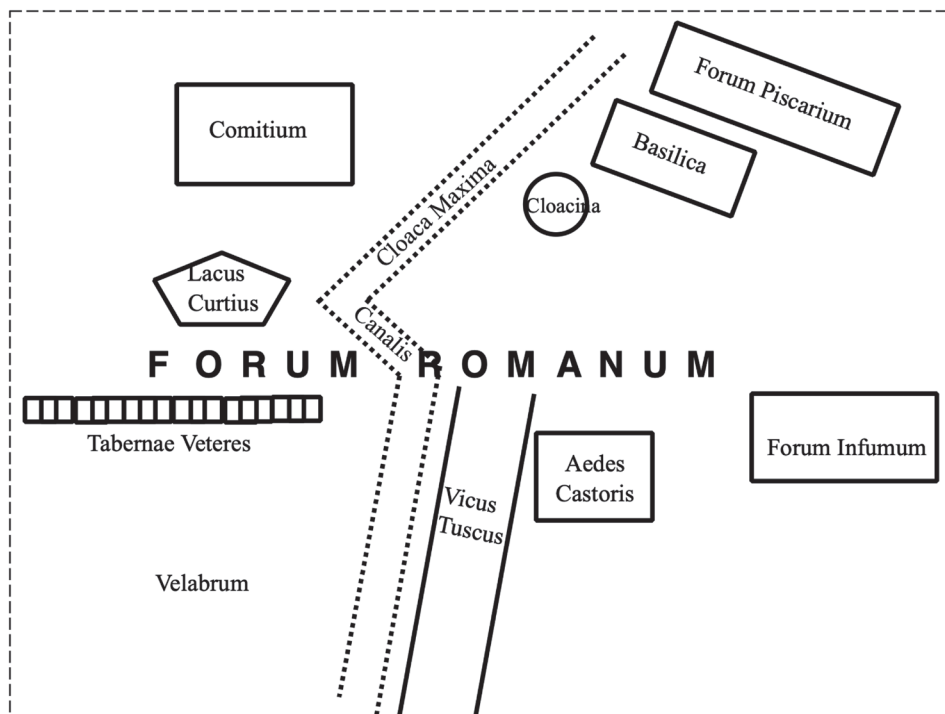 Forum Piscarium
Comitium
Basilica
Cloaca Maxima
Cloacina
Lacus
Curtius
Canalis
FORUM ROMANUM
Tabernae Veteres
Forum Infumum
Aedes
Castoris
Vicus
Tuscus
Velabrum